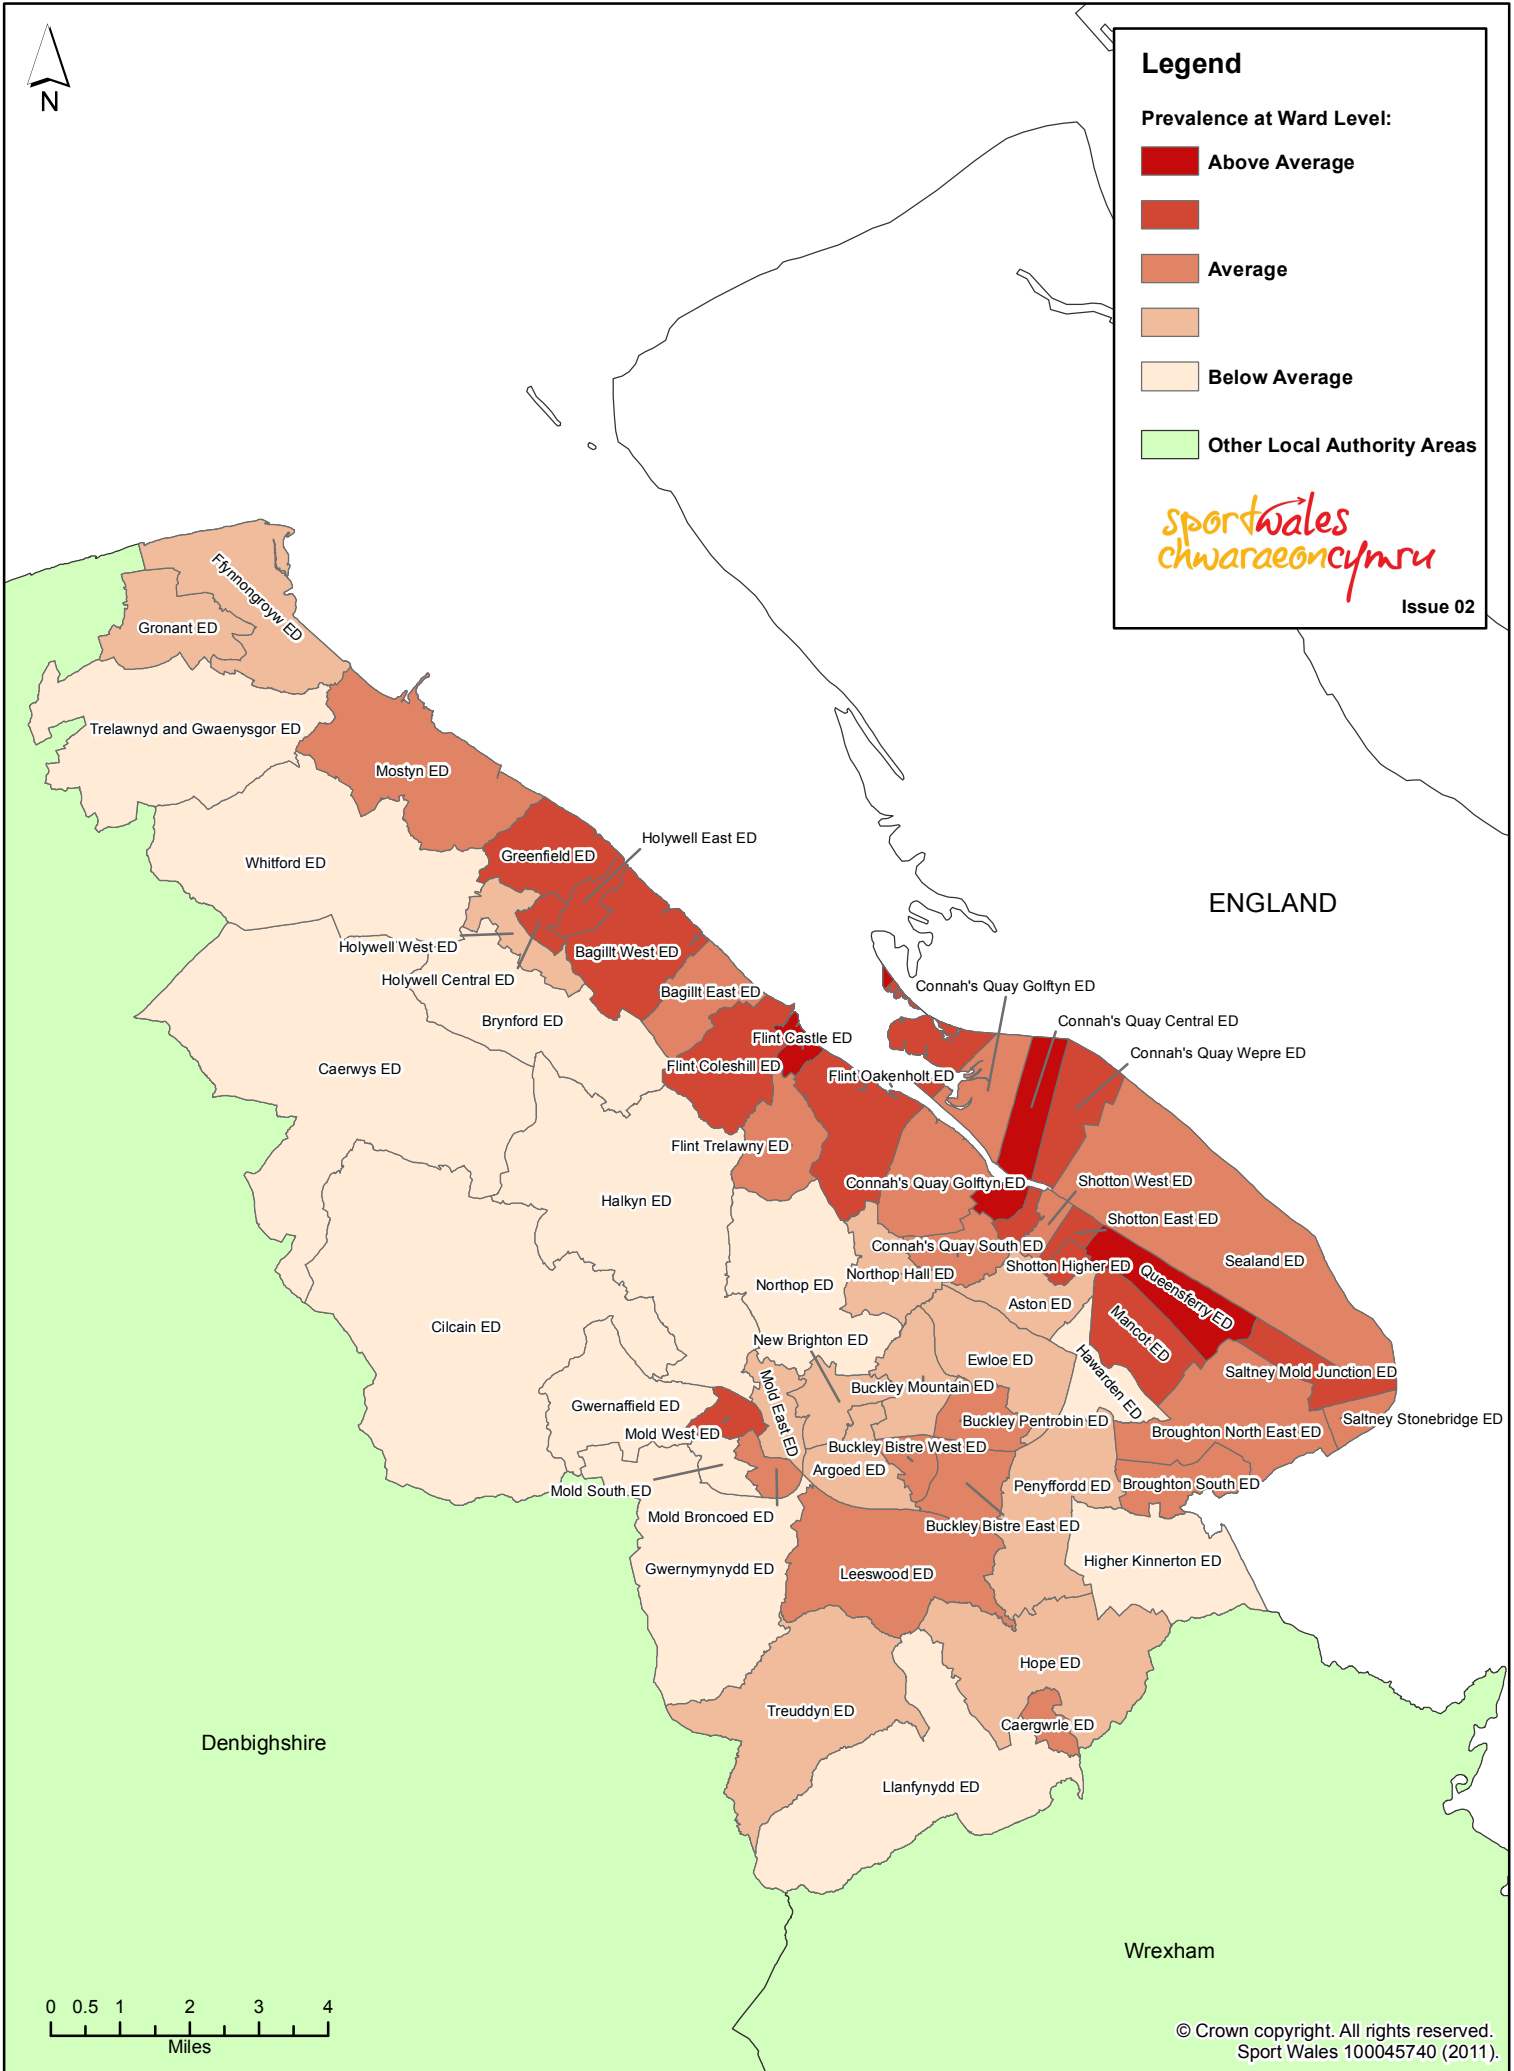 N
Legend
Prevalence at Ward Level:
Above Average
Average
Below Average
Other Local Authority Areas
sportwales
chwaraeoncymru
Issue 02
Ffynnongroyw ED
Gronant ED
Trelawnyd and Gwaenysgor ED
Mostyn ED
Holywell East ED
Greenfield ED
Whitford ED
ENGLAND
Holywell West ED
Bagillt West ED
Holywell Central ED
Bagillt East ED
Connah's Quay Golftyn ED
Brynford ED
Connah's Quay Central ED
Flint Castle ED
Connah's Quay Wepre ED
Caerwys ED
Flint Coleshill ED
Flint Oakenholt ED
Flint Trelawny ED
Connah's Quay Golftyn ED
Shotton West ED
Halkyn ED
Shotton East ED
Connah's Quay South ED
Sealand ED
Shotton Higher ED
Northop Hall ED
Northop ED
Queensferry ED
Aston ED
Cilcain ED
Mancot ED
New Brighton ED
Ewloe ED
Saltney Mold Junction ED
Hawarden ED
Buckley Mountain ED
Mold East ED
Gwernaffield ED
Saltney Stonebridge ED
Buckley Pentrobin ED
Mold West ED
Broughton North East ED
Buckley Bistre West ED
Argoed ED
Penyffordd ED
Broughton South ED
Mold South ED
Mold Broncoed ED
Buckley Bistre East ED
Higher Kinnerton ED
Gwernymynydd ED
Leeswood ED
Hope ED
Treuddyn ED
Caergwrle ED
Denbighshire
Llanfynydd ED
Wrexham
0 0.5 1 2 3 4
Miles
© Crown copyright. All rights reserved.
Sport Wales 100045740 (2011).